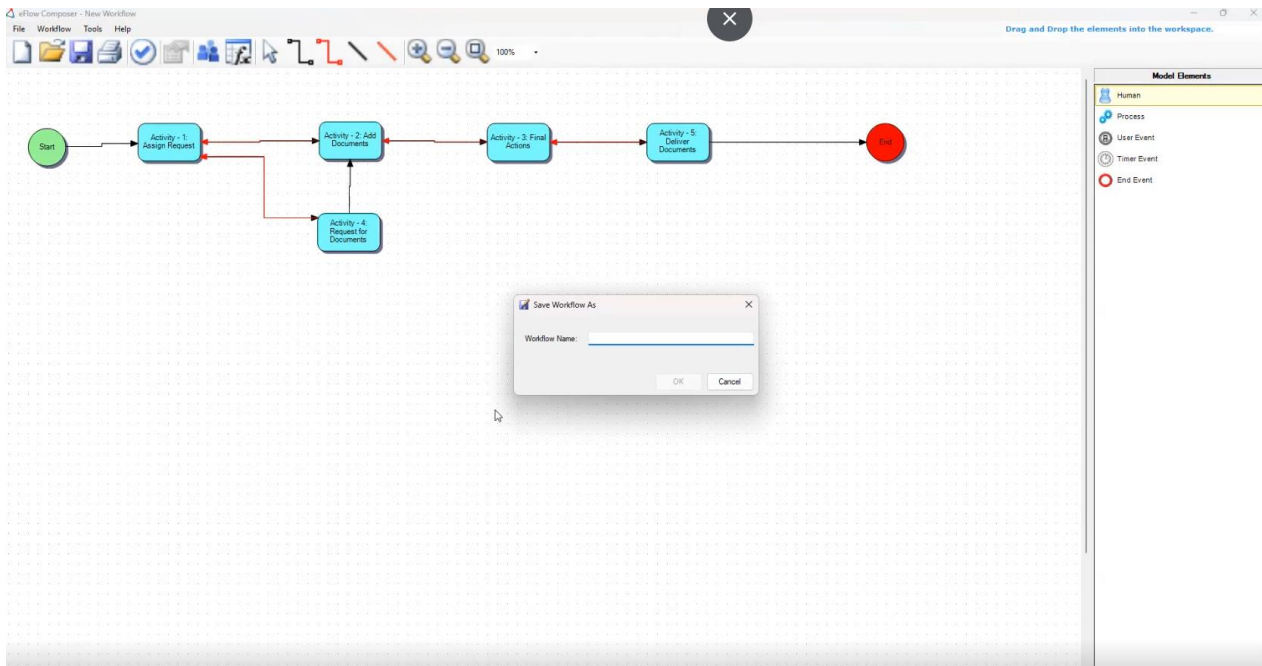 eFlow Composer - New Workflow
File Workflow Tools Help
Drag and Drop the elements into the workspace.
100%
Model Elements
Human
Process
User Event
Timer Event
End Event
Start
Activity - 1:
Assign Request
Activity - 2: Add
Documents
Activity - 3: Final
Actions
Activity - 5:
Deliver
Documents
End
Activity - 4:
Request for
Documents
Save Workflow As
Workflow Name:
OK Cancel